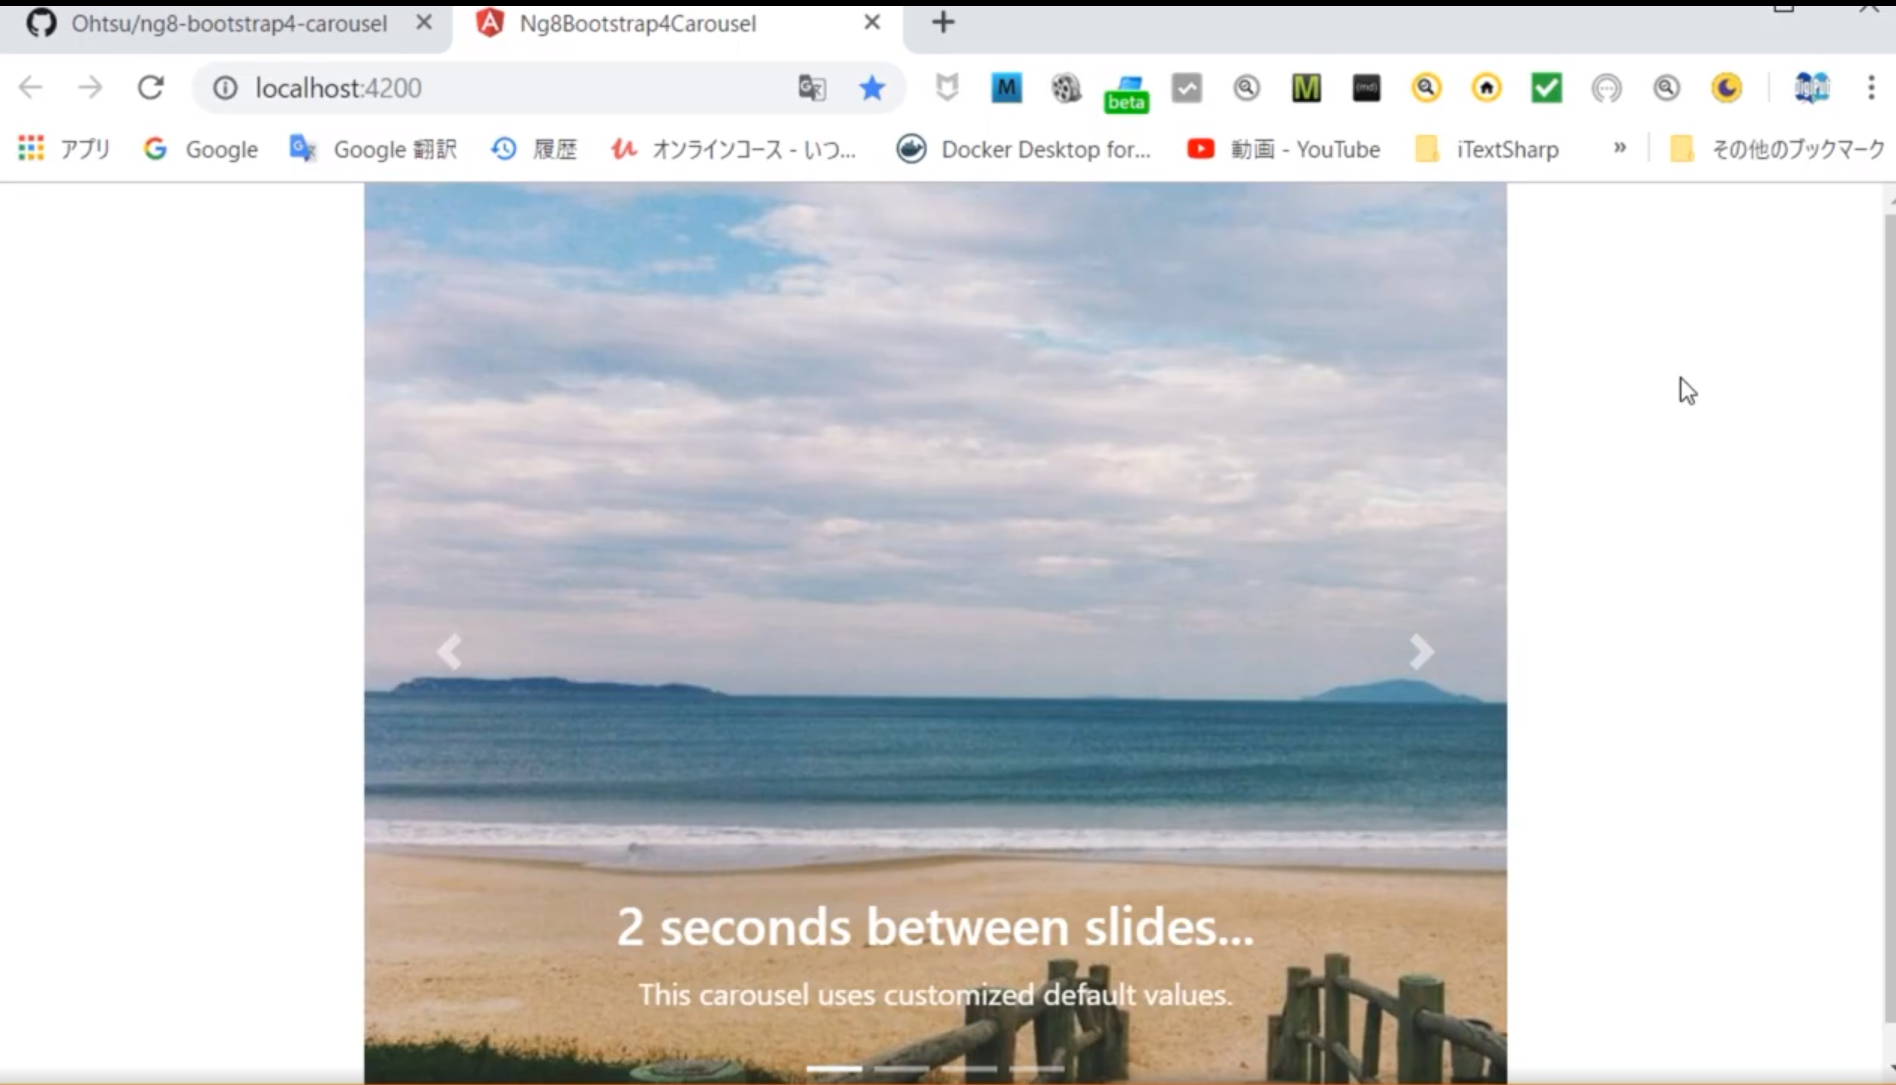 Ohtsu/ng8-bootstrap4-carousel
Ng8Bootstrap4Carousel
localhost:4200
M
beta
M
(md)
アプリ
Google
Google 翻訳
履歴
オンラインコース - いつ...
Docker Desktop for...
動画 - YouTube
iTextSharp
»
その他のブックマーク
2 seconds between slides...
This carousel uses customized default values.